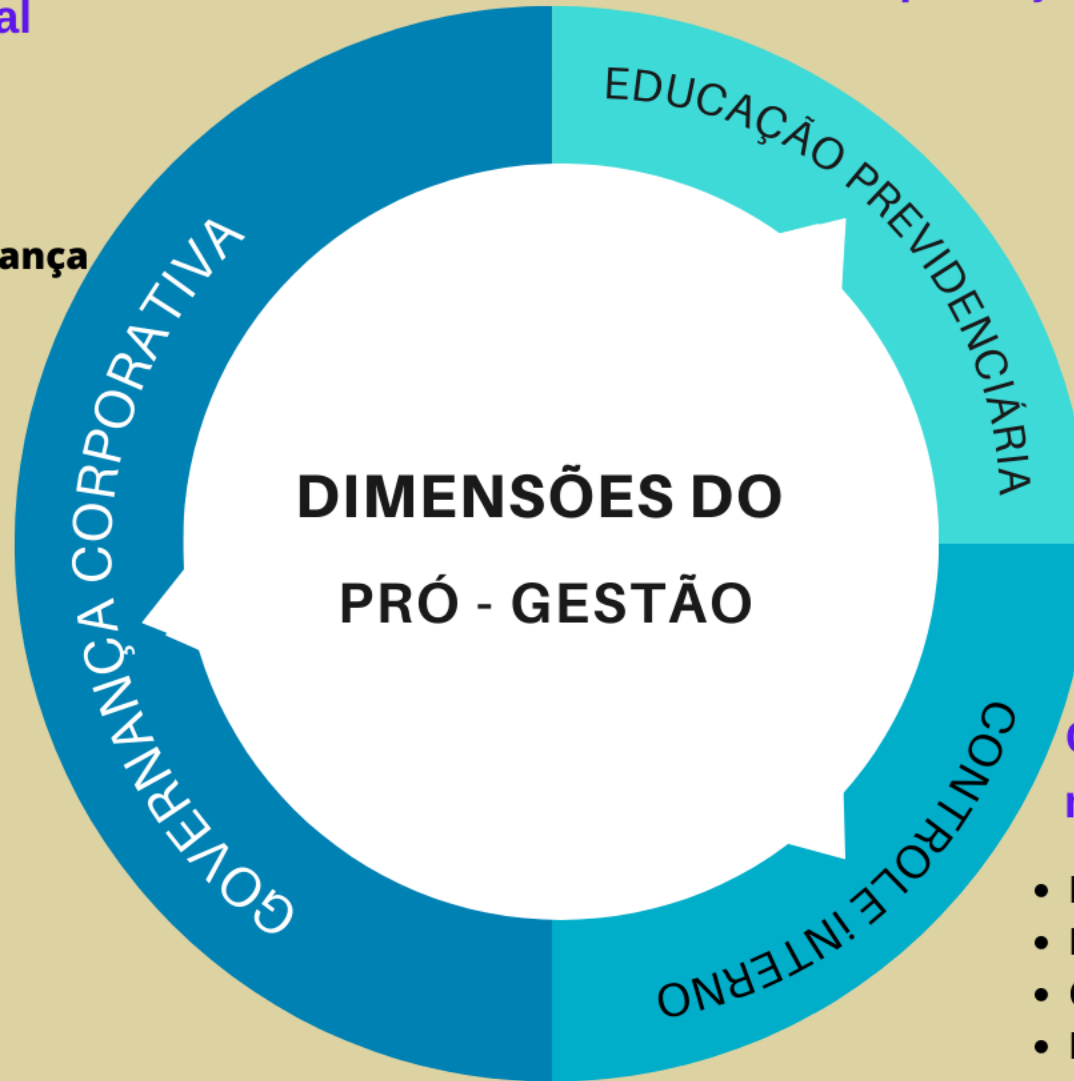 al
ança
EDUCAÇÃO PREVIDENCIÁRIA
GOVERNANÇA CORPORATIVA
DIMENSÕES DO
PRÓ - GESTÃO
CONTROLE iNTERNO